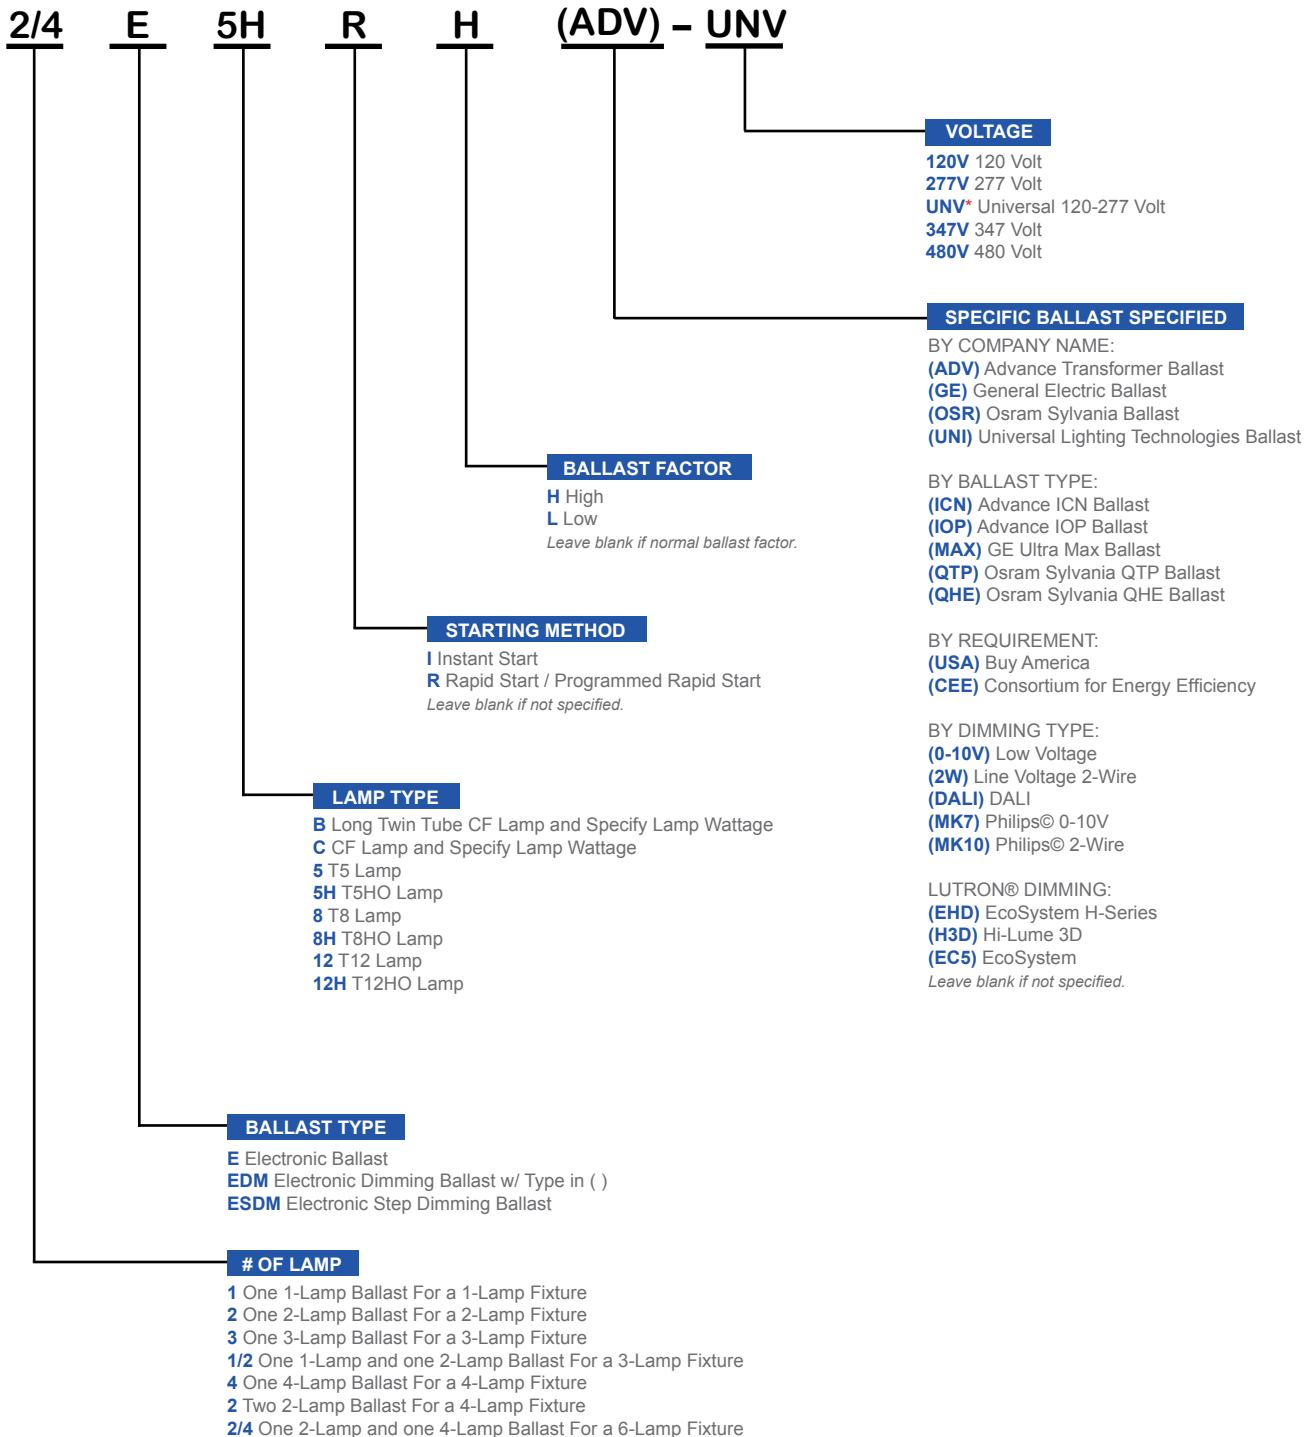 2/4 E 5H R H (ADV) – UNV
VOLTAGE
120V 120 Volt
277V 277 Volt
UNV* Universal 120-277 Volt
347V 347 Volt
480V 480 Volt
SPECIFIC BALLAST SPECIFIED
BY COMPANY NAME:
(ADV) Advance Transformer Ballast
(GE) General Electric Ballast
(OSR) Osram Sylvania Ballast
(UNI) Universal Lighting Technologies Ballast
BY BALLAST TYPE:
(ICN) Advance ICN Ballast
(IOP) Advance IOP Ballast
(MAX) GE Ultra Max Ballast
(QTP) Osram Sylvania QTP Ballast
(QHE) Osram Sylvania QHE Ballast
BY REQUIREMENT:
(USA) Buy America
(CEE) Consortium for Energy Efficiency
BY DIMMING TYPE:
(0-10V) Low Voltage
(2W) Line Voltage 2-Wire
(DALI) DALI
(MK7) Philips© 0-10V
(MK10) Philips© 2-Wire
LUTRON® DIMMING:
(EHD) EcoSystem H-Series
(H3D) Hi-Lume 3D
(EC5) EcoSystem
Leave blank if not specified.
BALLAST FACTOR
H High
L Low
Leave blank if normal ballast factor.
STARTING METHOD
I Instant Start
R Rapid Start / Programmed Rapid Start
Leave blank if not specified.
LAMP TYPE
B Long Twin Tube CF Lamp and Specify Lamp Wattage
C CF Lamp and Specify Lamp Wattage
5 T5 Lamp
5H T5HO Lamp
8 T8 Lamp
8H T8HO Lamp
12 T12 Lamp
12H T12HO Lamp
BALLAST TYPE
E Electronic Ballast
EDM Electronic Dimming Ballast w/ Type in ( )
ESDM Electronic Step Dimming Ballast
# OF LAMP
1 One 1-Lamp Ballast For a 1-Lamp Fixture
2 One 2-Lamp Ballast For a 2-Lamp Fixture
3 One 3-Lamp Ballast For a 3-Lamp Fixture
1/2 One 1-Lamp and one 2-Lamp Ballast For a 3-Lamp Fixture
4 One 4-Lamp Ballast For a 4-Lamp Fixture
2 Two 2-Lamp Ballast For a 4-Lamp Fixture
2/4 One 2-Lamp and one 4-Lamp Ballast For a 6-Lamp Fixture